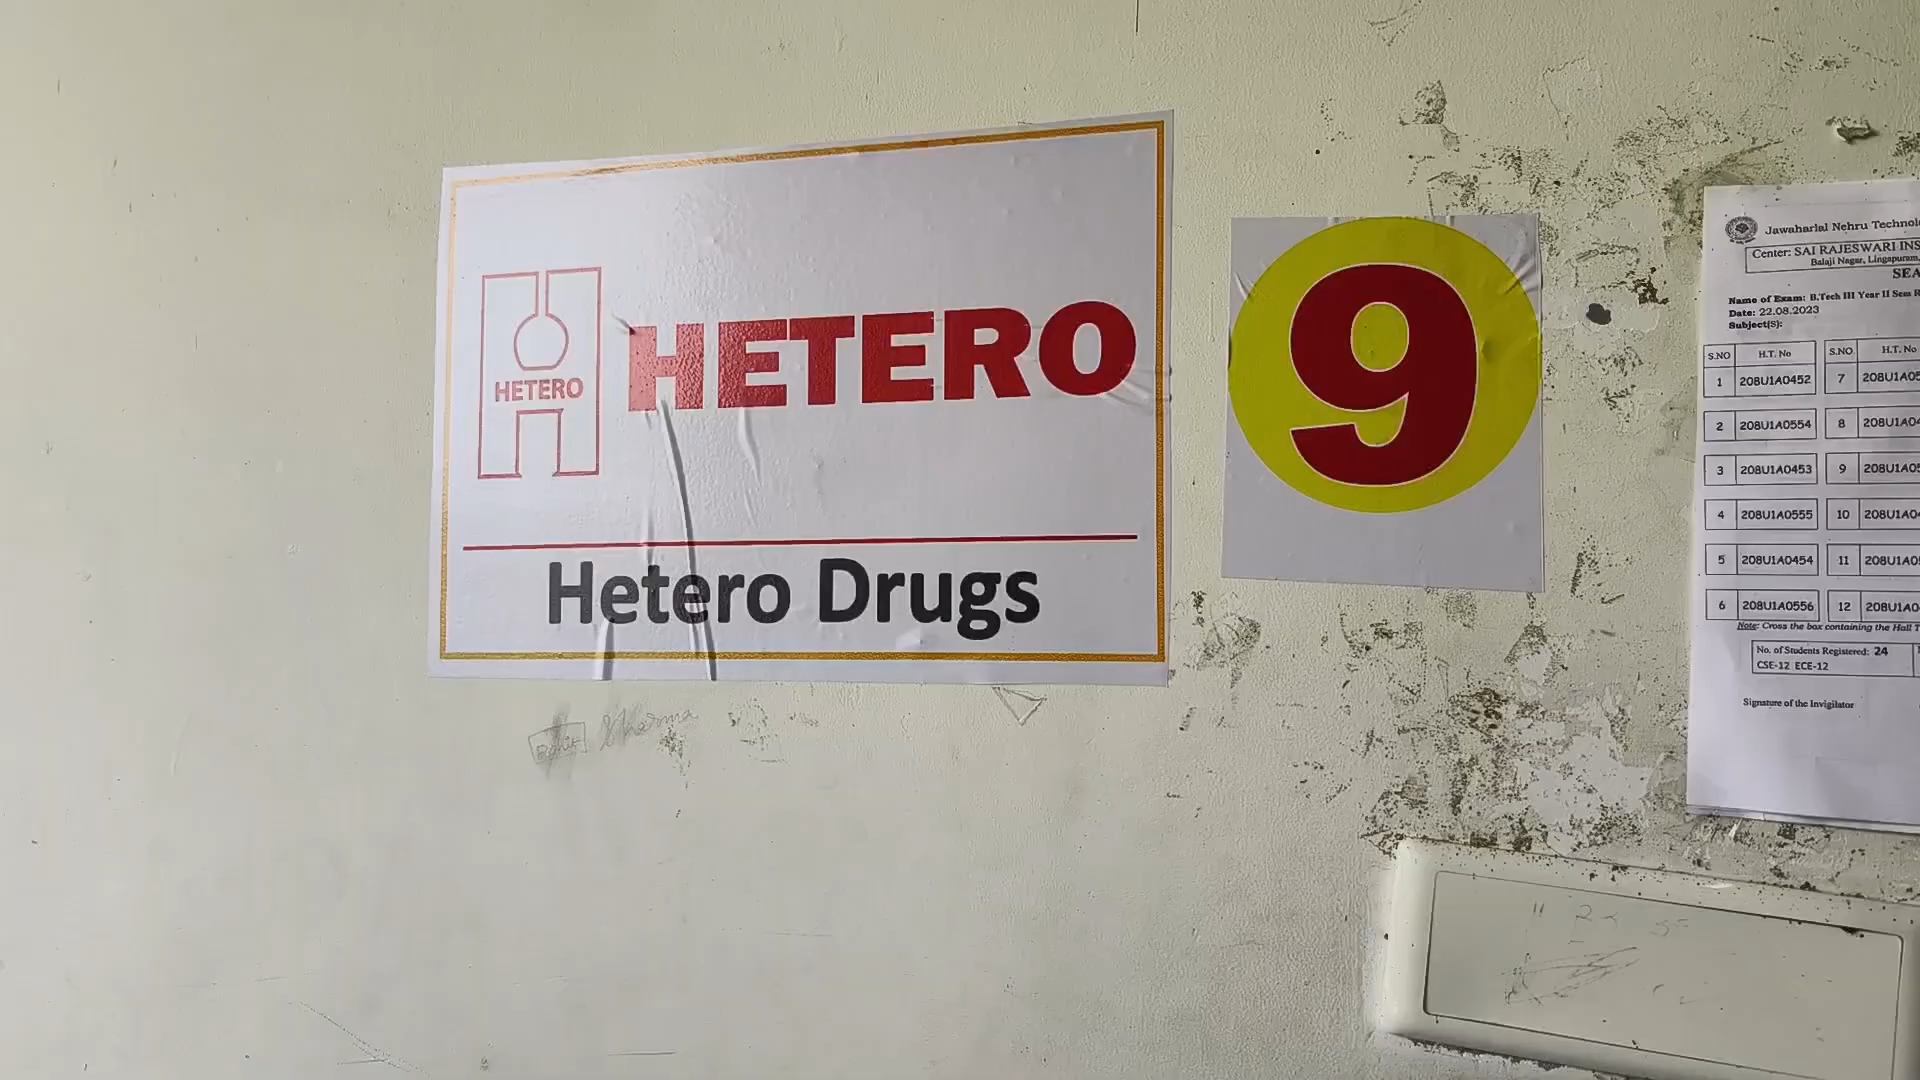 HETERO
HETERO
Hetero Drugs
9
Jawaharlal Nehru
Center: SAI RAJESWARI
Balaji Nagar, Lingapuram,
Name of Exam: B.Tech III Year II Sem
Date: 22.08.2023
Subject(S):
S.NO H.T. No S.NO H.T. No
1 208U1A0452 7
2 208U1A0554 8
3 208U1A0453 9
4 208U1A0555 10
5 208U1A0454 11
6 208U1A0556 12
Note: Cross the box containing the Hall
No. of Students Registered: 24
CSE-12 ECE-12
Signature of the Invigilator
Sharma